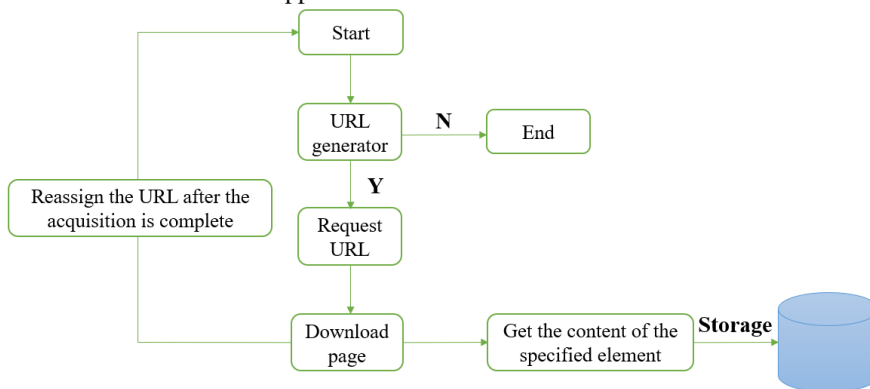 Start
URL
generator
N
End
Y
Reassign the URL after the
acquisition is complete
Request
URL
Download
page
Get the content of the
specified element
Storage